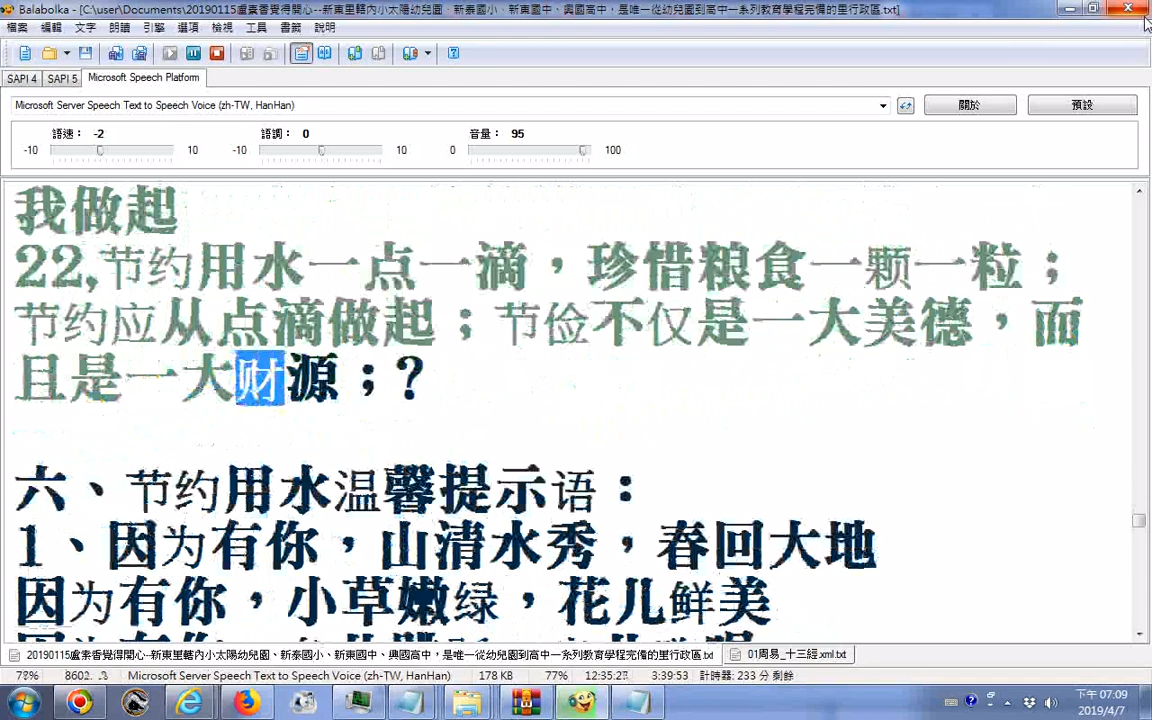 Balabolka - [C:\user\Documents\20190115盧素香覺得開心--新東里轄內小太陽幼兒園、新泰國小、新東國中、興國高中，是唯一從幼兒園到高中一系列教育學程完備的里行政區.txt]
檔案 編輯 文字 朗讀 引擎 選項 檢視 工具 書籤 說明
SAPI 4 SAPI 5 Microsoft Speech Platform
Microsoft Server Speech Text to Speech Voice (zh-TW, HanHan) 關於 預設
語速： -2 語調： 0 音量： 95
-10 10 -10 10 0 100
我做起
22,节约用水一点一滴，珍惜粮食一颗一粒；
节约应从点滴做起；节俭不仅是一大美德，而
且是一大财源；?
六、节约用水温馨提示语：
1、因为有你，山清水秀，春回大地
因为有你，小草嫩绿，花儿鲜美
20190115盧素香覺得開心--新東里轄內小太陽幼兒園、新泰國小、新東國中、興國高中，是唯一從幼兒園到高中一系列教育學程完備的里行政區.txt 01周易_十三經.xml.txt
Microsoft Server Speech Text to Speech Voice (zh-TW, HanHan) 178 KB 77% 12:35:27 3:39:53 計時器: 233 分 剩餘
下午 07:09
2019/4/7